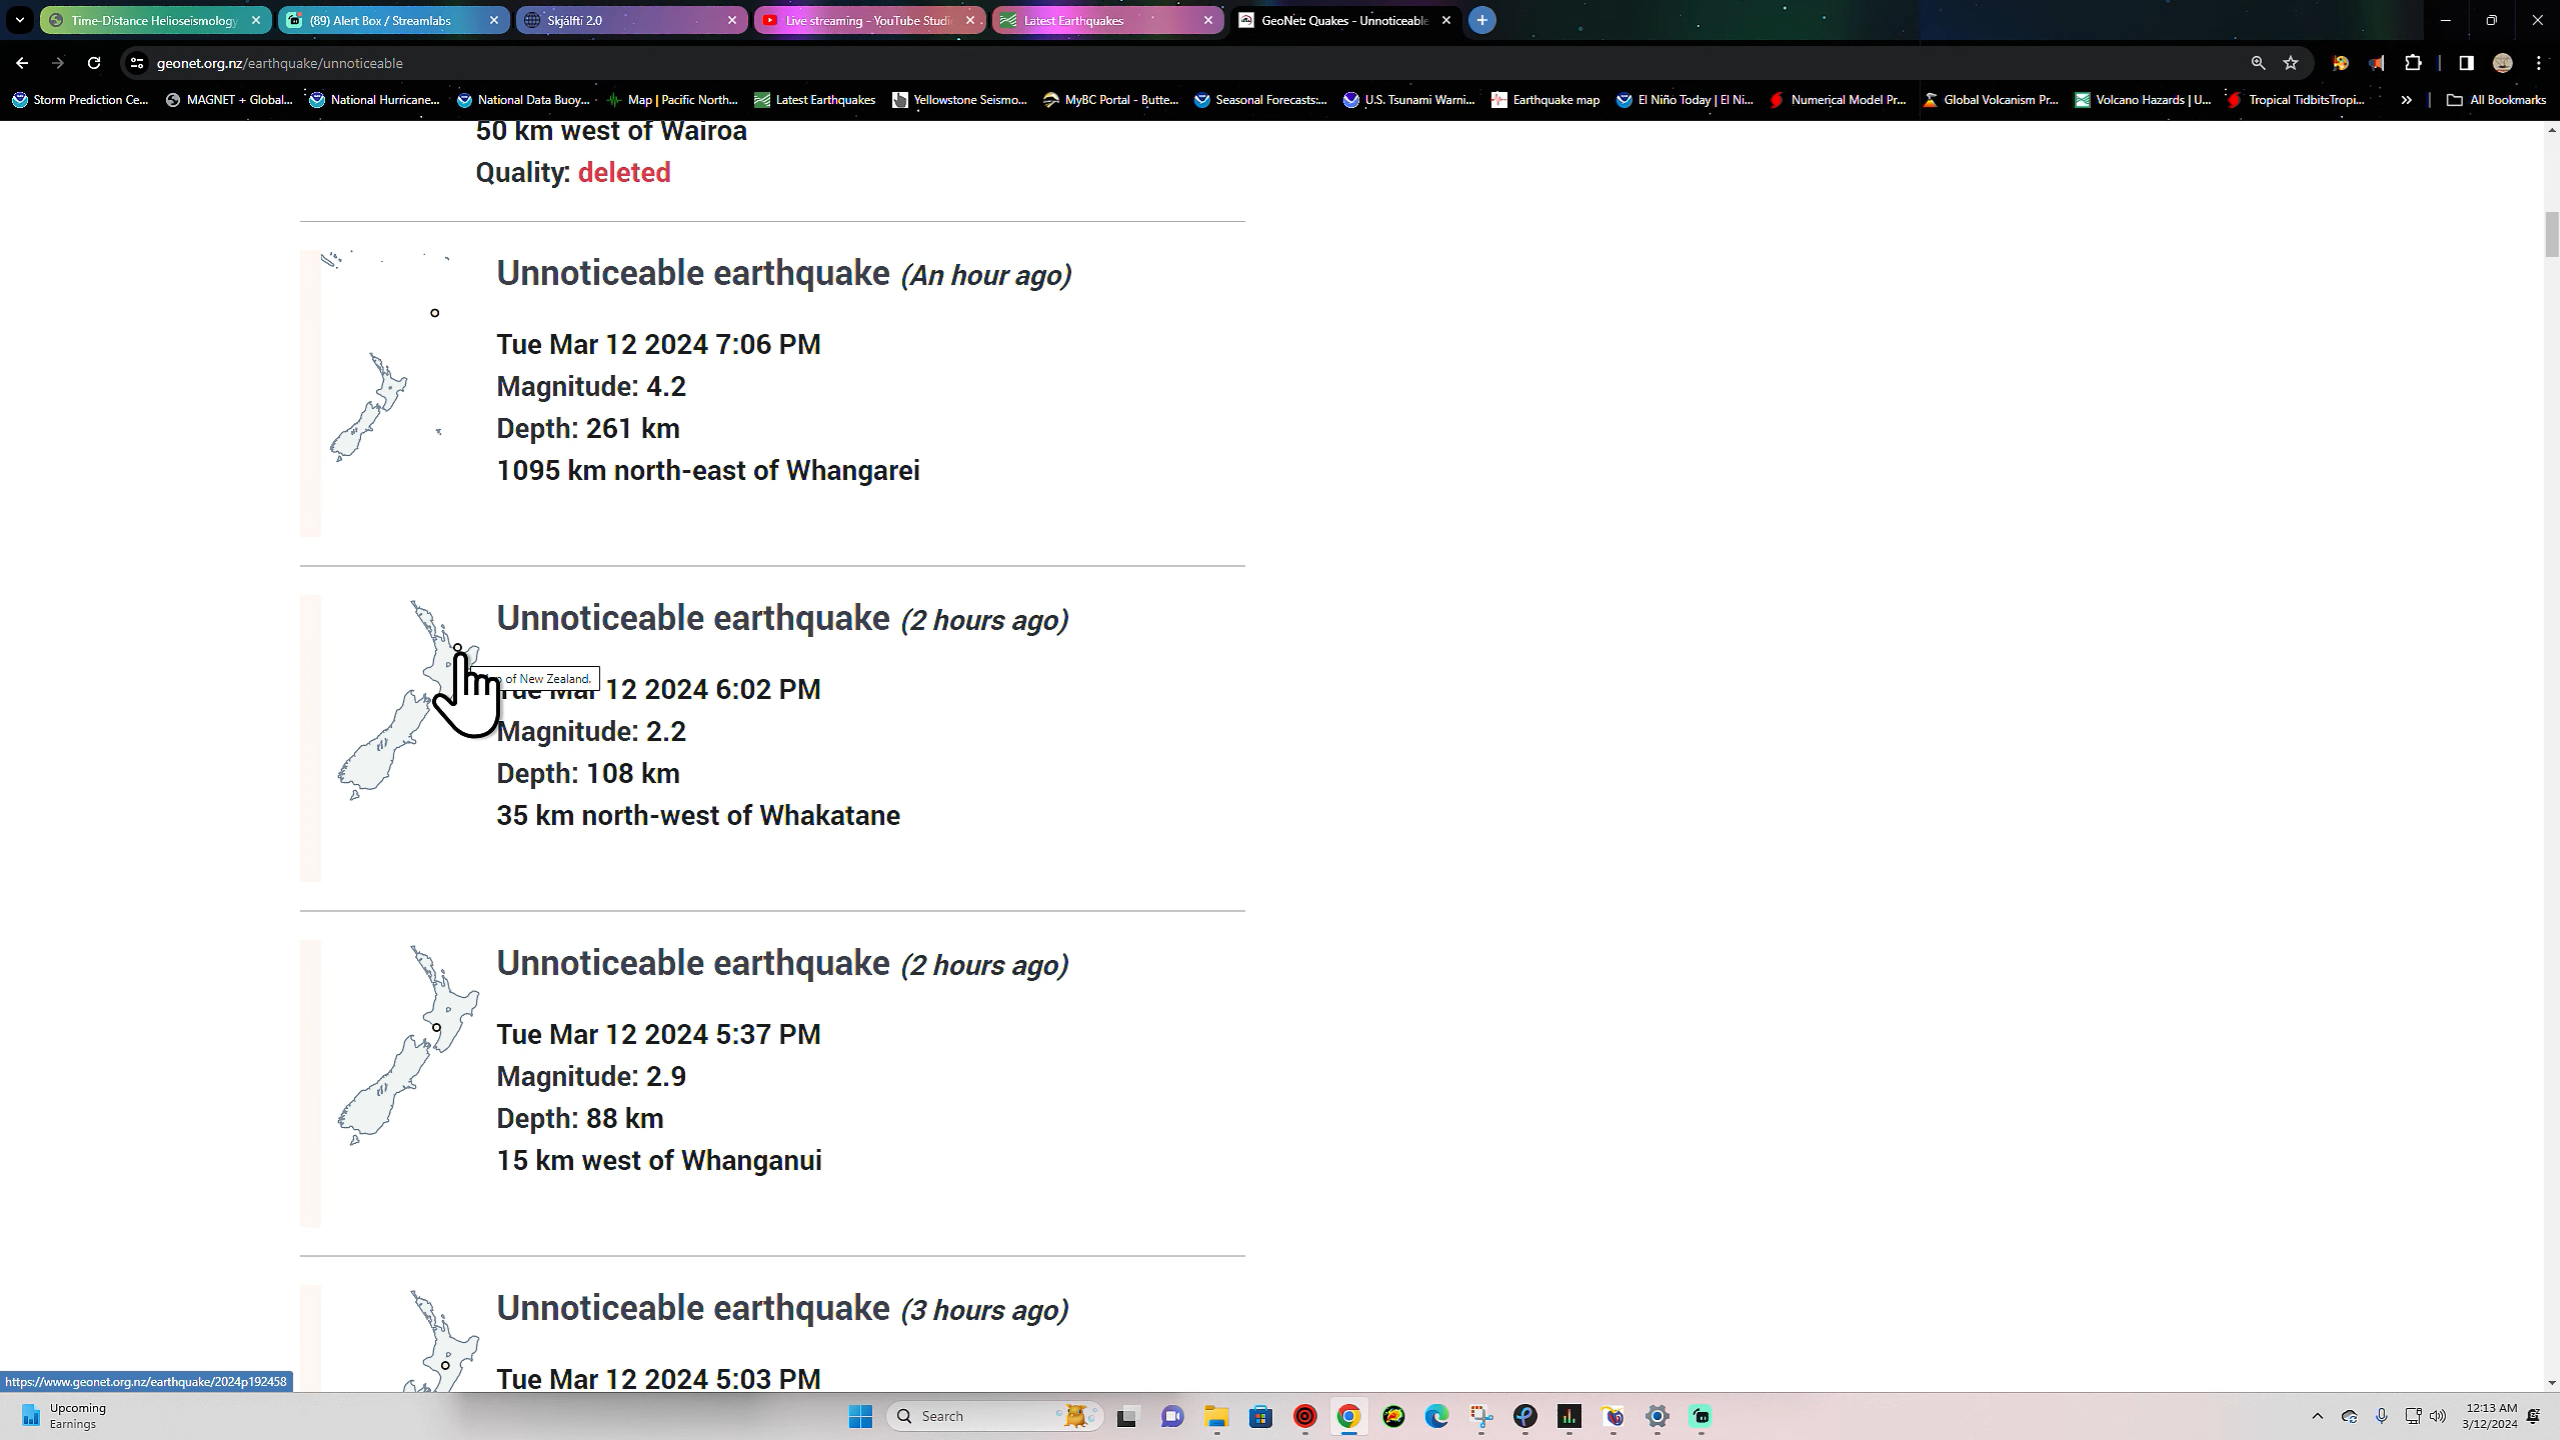 Time-Distance Helioseismology
(89) Alert Box / Streamlabs
Skjálfti 2.0
Live streaming - YouTube Studi
Latest Earthquakes
GeoNet: Quakes - Unnoticeable
geonet.org.nz/earthquake/unnoticeable
Storm Prediction Ce...
MAGNET + Global...
National Hurricane...
National Data Buoy...
Map | Pacific North...
Latest Earthquakes
Yellowstone Seismo...
MyBC Portal - Butte...
Seasonal Forecasts:...
U.S. Tsunami Warni...
Earthquake map
El Niño Today | El Ni...
Numerical Model Pr...
Global Volcanism Pr...
Volcano Hazards | U...
Tropical TidbitsTropi...
All Bookmarks
50 km west of Wairoa
Quality: deleted
Unnoticeable earthquake (An hour ago)
Tue Mar 12 2024 7:06 PM
Magnitude: 4.2
Depth: 261 km
1095 km north-east of Whangarei
Unnoticeable earthquake (2 hours ago)
of New Zealand.
Tue Mar 12 2024 6:02 PM
Magnitude: 2.2
Depth: 108 km
35 km north-west of Whakatane
Unnoticeable earthquake (2 hours ago)
Tue Mar 12 2024 5:37 PM
Magnitude: 2.9
Depth: 88 km
15 km west of Whanganui
Unnoticeable earthquake (3 hours ago)
Tue Mar 12 2024 5:03 PM
https://www.geonet.org.nz/earthquake/2024p192458
Upcoming
Earnings
Search
12:13 AM
3/12/2024